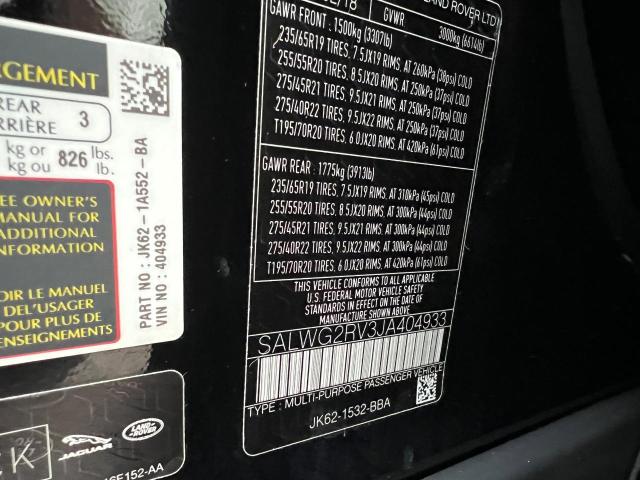 RGEMENT
REAR
RRIÈRE
3
kg or
kg ou
826
lbs.
lb.
EE OWNER'S
MANUAL FOR
ADDITIONAL
INFORMATION
OIR LE MANUEL
DEL'USAGER
POUR PLUS DE
ENSEIGNEMENTS
PART NO : JK62-1A552-BA
VIN NO : 404933
JAGUAR
LAND-
ROVER
K
E152-AA
LAND ROVER LTD
/18
GVWR
3000kg (6614lb)
GAWR FRONT : 1500kg (3307lb)
235/65R19 TIRES, 7.5JX19 RIMS, AT 260kPa (38psi) COLD
255/55R20 TIRES, 8.5JX20 RIMS, AT 250kPa (37psi) COLD
275/45R21 TIRES, 9.5JX21 RIMS, AT 250kPa (37psi) COLD
275/40R22 TIRES, 9.5JX22 RIMS, AT 250kPa (37psi) COLD
T195/70R20 TIRES, 6.0JX20 RIMS, AT 420kPa (61psi) COLD
GAWR REAR : 1775kg (3913lb)
235/65R19 TIRES, 7.5JX19 RIMS, AT 310kPa (45psi) COLD
255/55R20 TIRES, 8.5JX20 RIMS, AT 300kPa (44psi) COLD
275/45R21 TIRES, 9.5JX21 RIMS, AT 300kPa (44psi) COLD
275/40R22 TIRES, 9.5JX22 RIMS, AT 300kPa (44psi) COLD
T195/70R20 TIRES, 6.0JX20 RIMS, AT 420kPa (61psi) COLD
THIS VEHICLE CONFORMS TO ALL APPLICABLE
U.S. FEDERAL MOTOR VEHICLE SAFETY
STANDARDS IN EFFECT ON THE DATE OF
MANUFACTURE SHOWN ABOVE.
SALWG2RV3JA404933
TYPE : MULTI-PURPOSE PASSENGER VEHICLE
JK62-1532-BBA